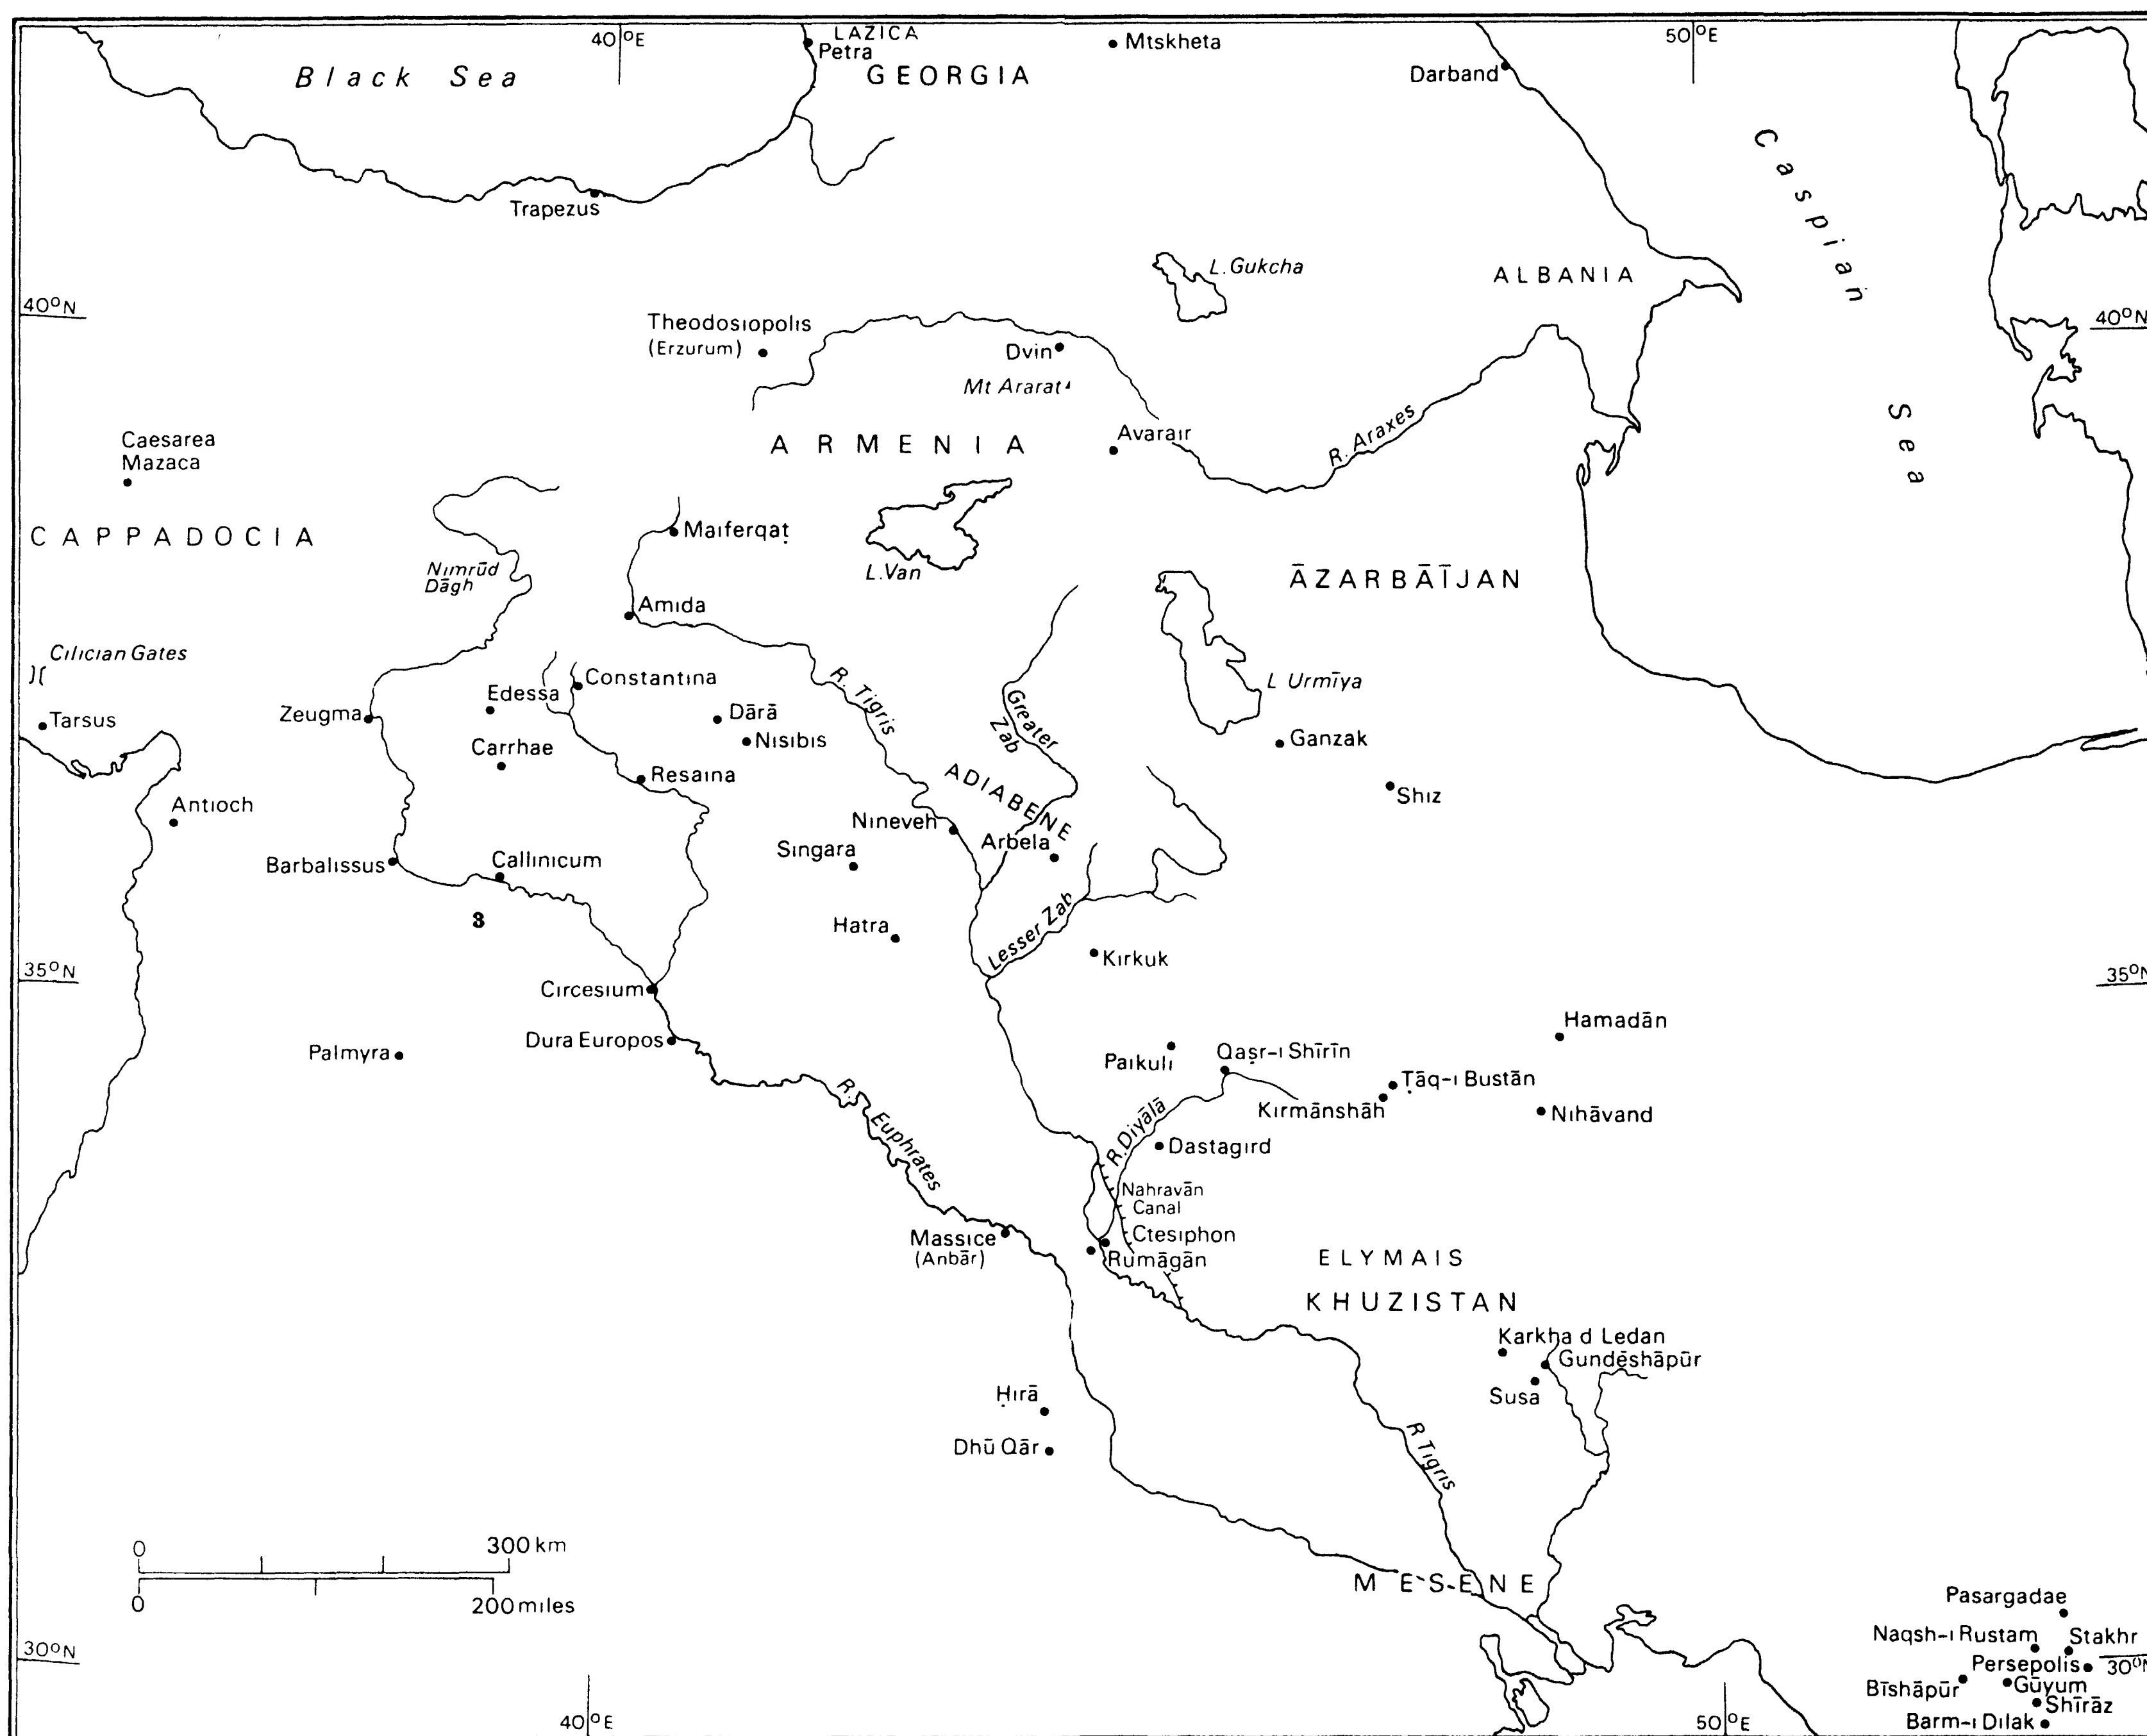 40°E
LAZICA
Petra
Mtskheta
50°E
Black Sea
GEORGIA
Darband
Caspian
Sea
Trapezus
L. Gukcha
ALBANIA
40°N
40°N
Theodosiopolis
(Erzurum)
Dvin
Mt Ararat
Caesarea
Mazaca
ARMENIA
Avarair
R. Araxes
CAPPADOCIA
Maiferqaṭ
L. Van
Nimrūd
Dāgh
ĀZARBĀĪJAN
Amida
Cilician Gates
Constantina
R. Tigris
L Urmīya
Edessa
Greater
Zab
Zeugma
Tarsus
Dārā
Nisibis
Ganzak
Carrhae
Resaina
ADIABENE
Shiz
Antioch
Nineveh
Arbela
Singara
Barbalissus
Callinicum
3
Hatra
Lesser Zab
Kirkuk
35°N
35°N
Circesium
Hamadān
Dura Europos
Palmyra
Paikuli
Qaṣr-i Shīrīn
Ṭāq-i Bustān
Kirmānshāh
Nihāvand
R. Euphrates
R. Diyālā
Dastagird
Nahravān
Canal
Ctesiphon
Massice
(Anbār)
Rumāgān
ELYMAIS
KHUZISTAN
Karkha d Ledan
Gundēshāpūr
Susa
Ḥirā
Dhū Qār
R Tigris
0
300 km
0
200 miles
MESENE
Pasargadae
30°N
Naqsh-i Rustam
Stakhr
Persepolis
30°N
Bīshāpūr
Gūyum
Shīrāz
40°E
50°E
Barm-i Dilak